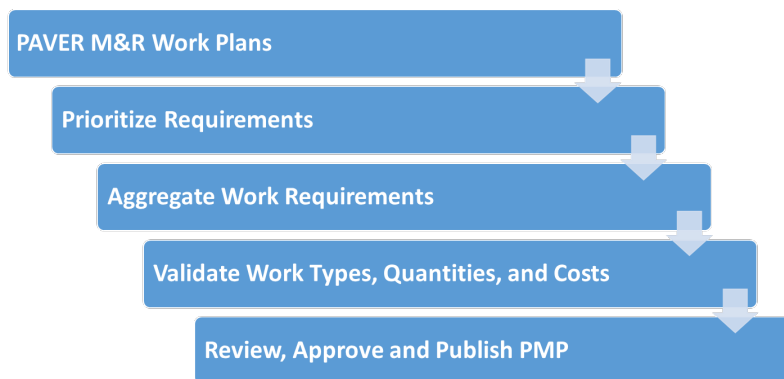 PAVER M&R Work Plans
Prioritize Requirements
Aggregate Work Requirements
Validate Work Types, Quantities, and Costs
Review, Approve and Publish PMP